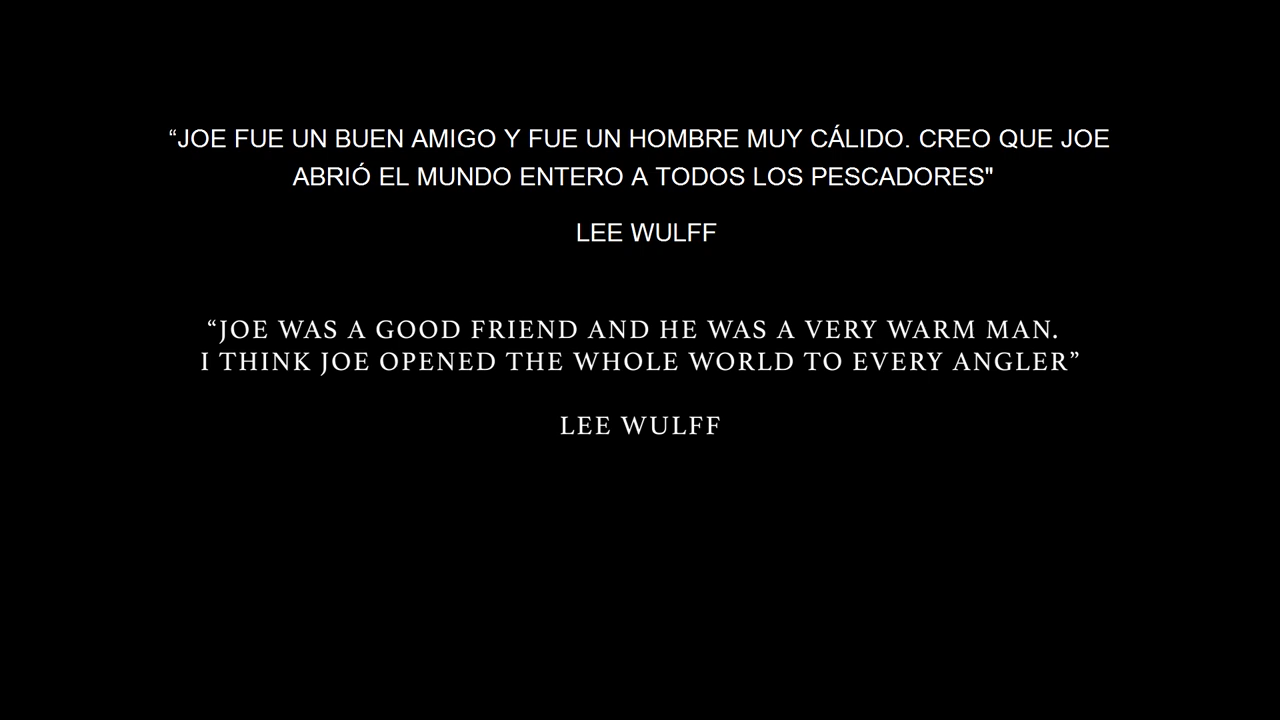 “JOE FUE UN BUEN AMIGO Y FUE UN HOMBRE MUY CÁLIDO. CREO QUE JOE
ABRIÓ EL MUNDO ENTERO A TODOS LOS PESCADORES"
LEE WULFF
“JOE WAS A GOOD FRIEND AND HE WAS A VERY WARM MAN.
I THINK JOE OPENED THE WHOLE WORLD TO EVERY ANGLER”
LEE WULFF